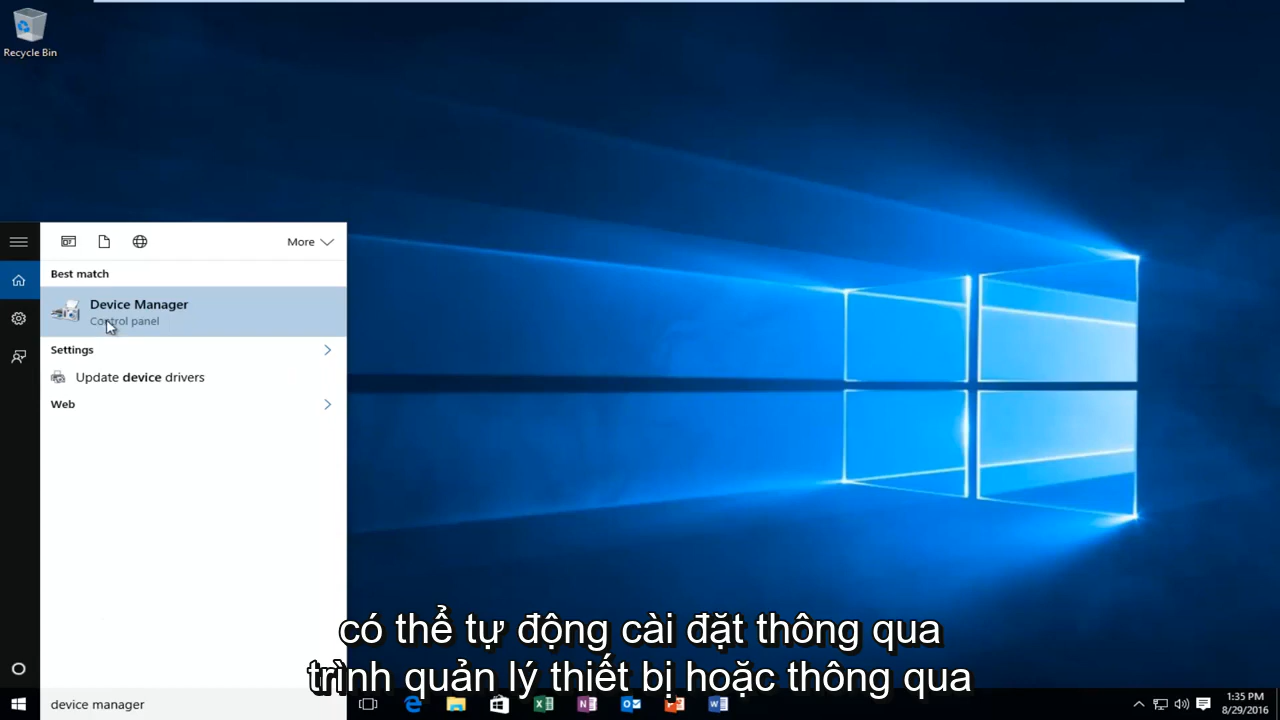 Recycle Bin
More
Best match
Device Manager
Control panel
Settings
Update device drivers
Web
có thể tự động cài đặt thông qua
trình quản lý thiết bị hoặc thông qua
device manager
1:35 PM
8/29/2016